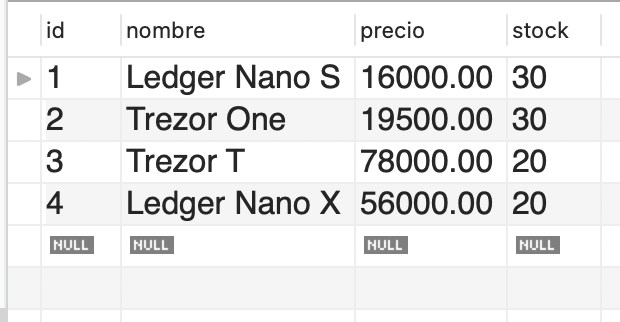 id nombre precio stock
1 Ledger Nano S 16000.00 30
2 Trezor One 19500.00 30
3 Trezor T 78000.00 20
4 Ledger Nano X 56000.00 20
NULL NULL NULL NULL